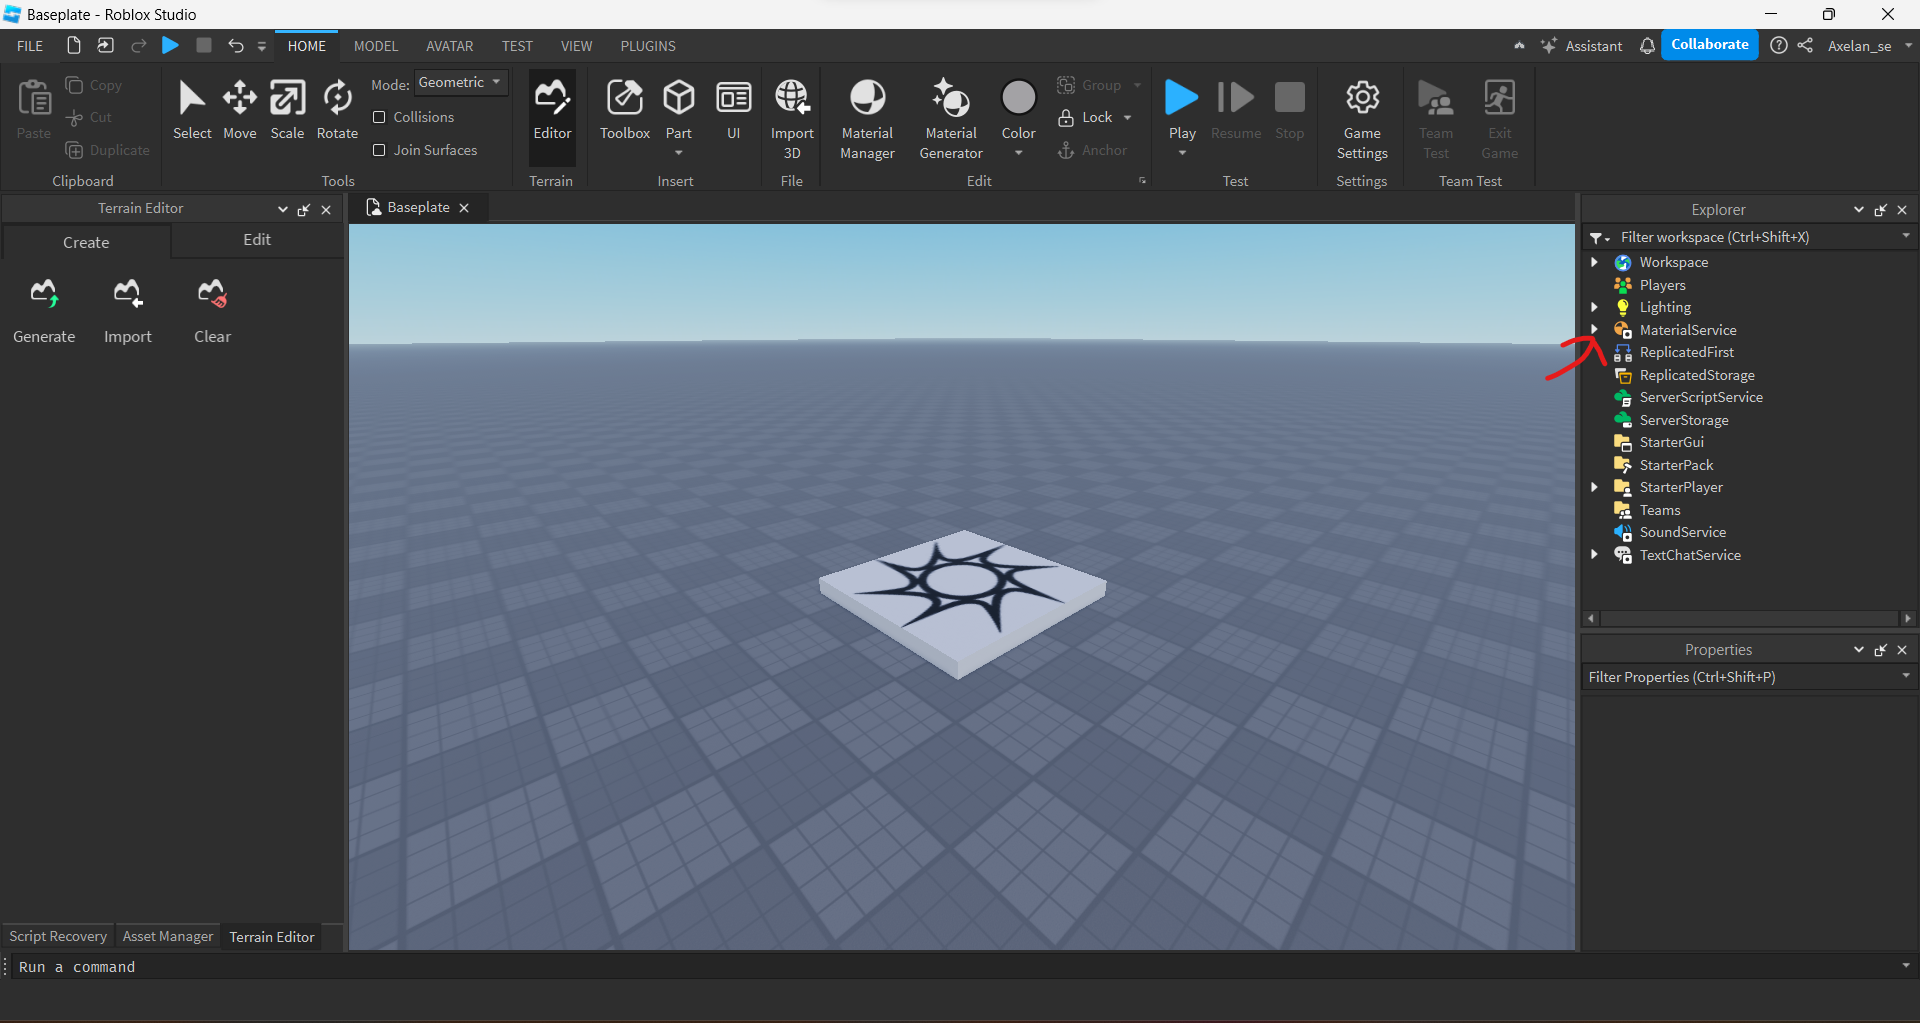 Baseplate - Roblox Studio
FILE HOME MODEL AVATAR TEST VIEW PLUGINS Assistant Collaborate Axelan_se
Paste
Copy
Cut
Duplicate
Clipboard
Select Move Scale Rotate
Mode: Geometric
Collisions
Join Surfaces
Tools
Editor
Terrain
Toolbox Part UI
Insert
Import
3D
File
Material
Manager
Material
Generator
Color
Group
Lock
Anchor
Edit
Play Resume Stop
Test
Game
Settings
Settings
Team
Test
Exit
Game
Team Test
Terrain Editor
Create Edit
Generate Import Clear
Baseplate
Explorer
Filter workspace (Ctrl+Shift+X)
Workspace
Players
Lighting
MaterialService
ReplicatedFirst
ReplicatedStorage
ServerScriptService
ServerStorage
StarterGui
StarterPack
StarterPlayer
Teams
SoundService
TextChatService
Properties
Filter Properties (Ctrl+Shift+P)
Script Recovery Asset Manager Terrain Editor
Run a command